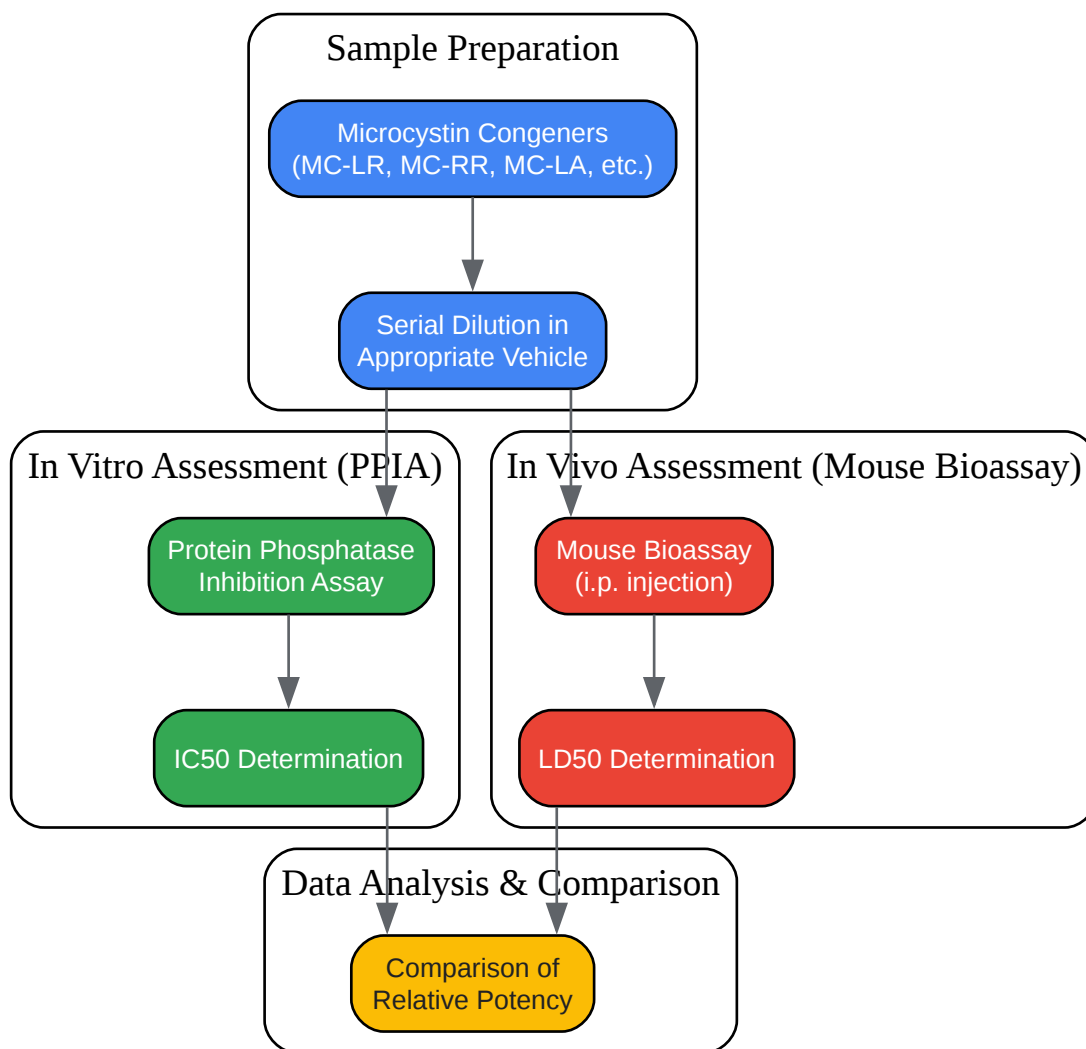 Sample Preparation
Microcystin Congeners
(MC-LR, MC-RR, MC-LA, etc.)
Serial Dilution in
Appropriate Vehicle
In Vitro Assessment (PPIA)
Protein Phosphatase
Inhibition Assay
IC50 Determination
In Vivo Assessment (Mouse Bioassay)
Mouse Bioassay
(i.p. injection)
LD50 Determination
Data Analysis & Comparison
Comparison of
Relative Potency